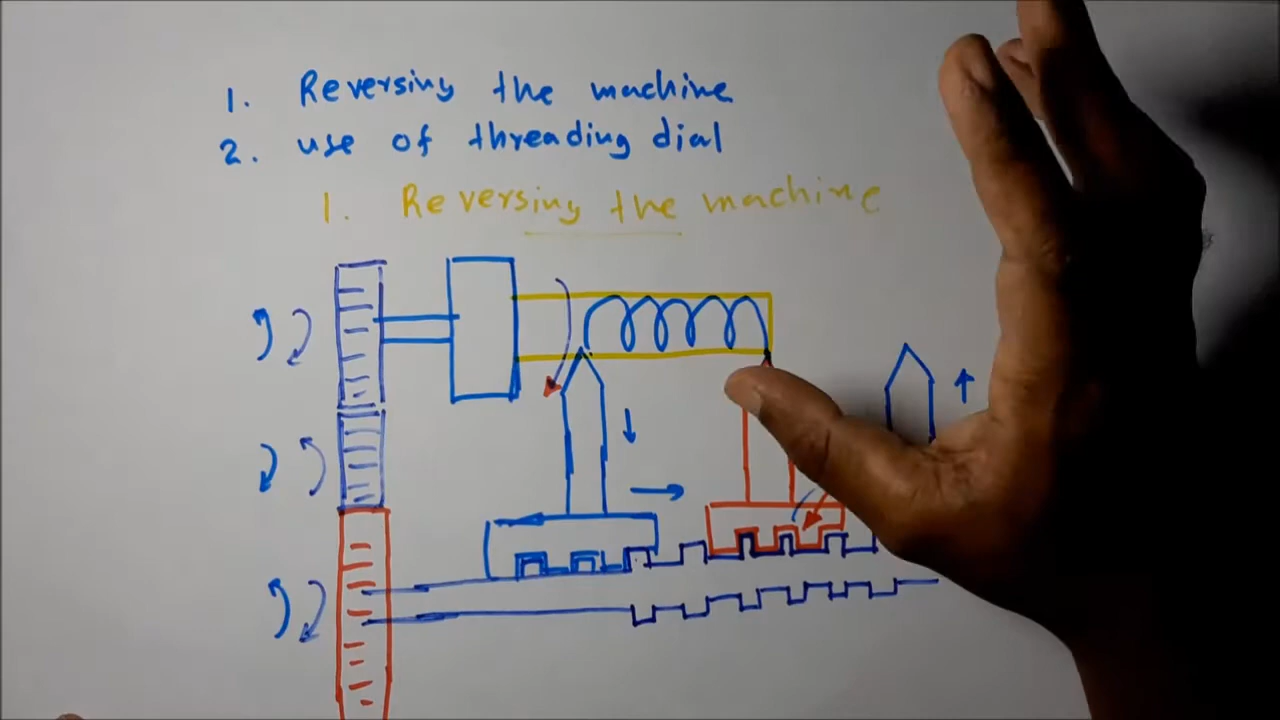 1. Reversing the machine
2. use of threading dial
1. Reversing the machine